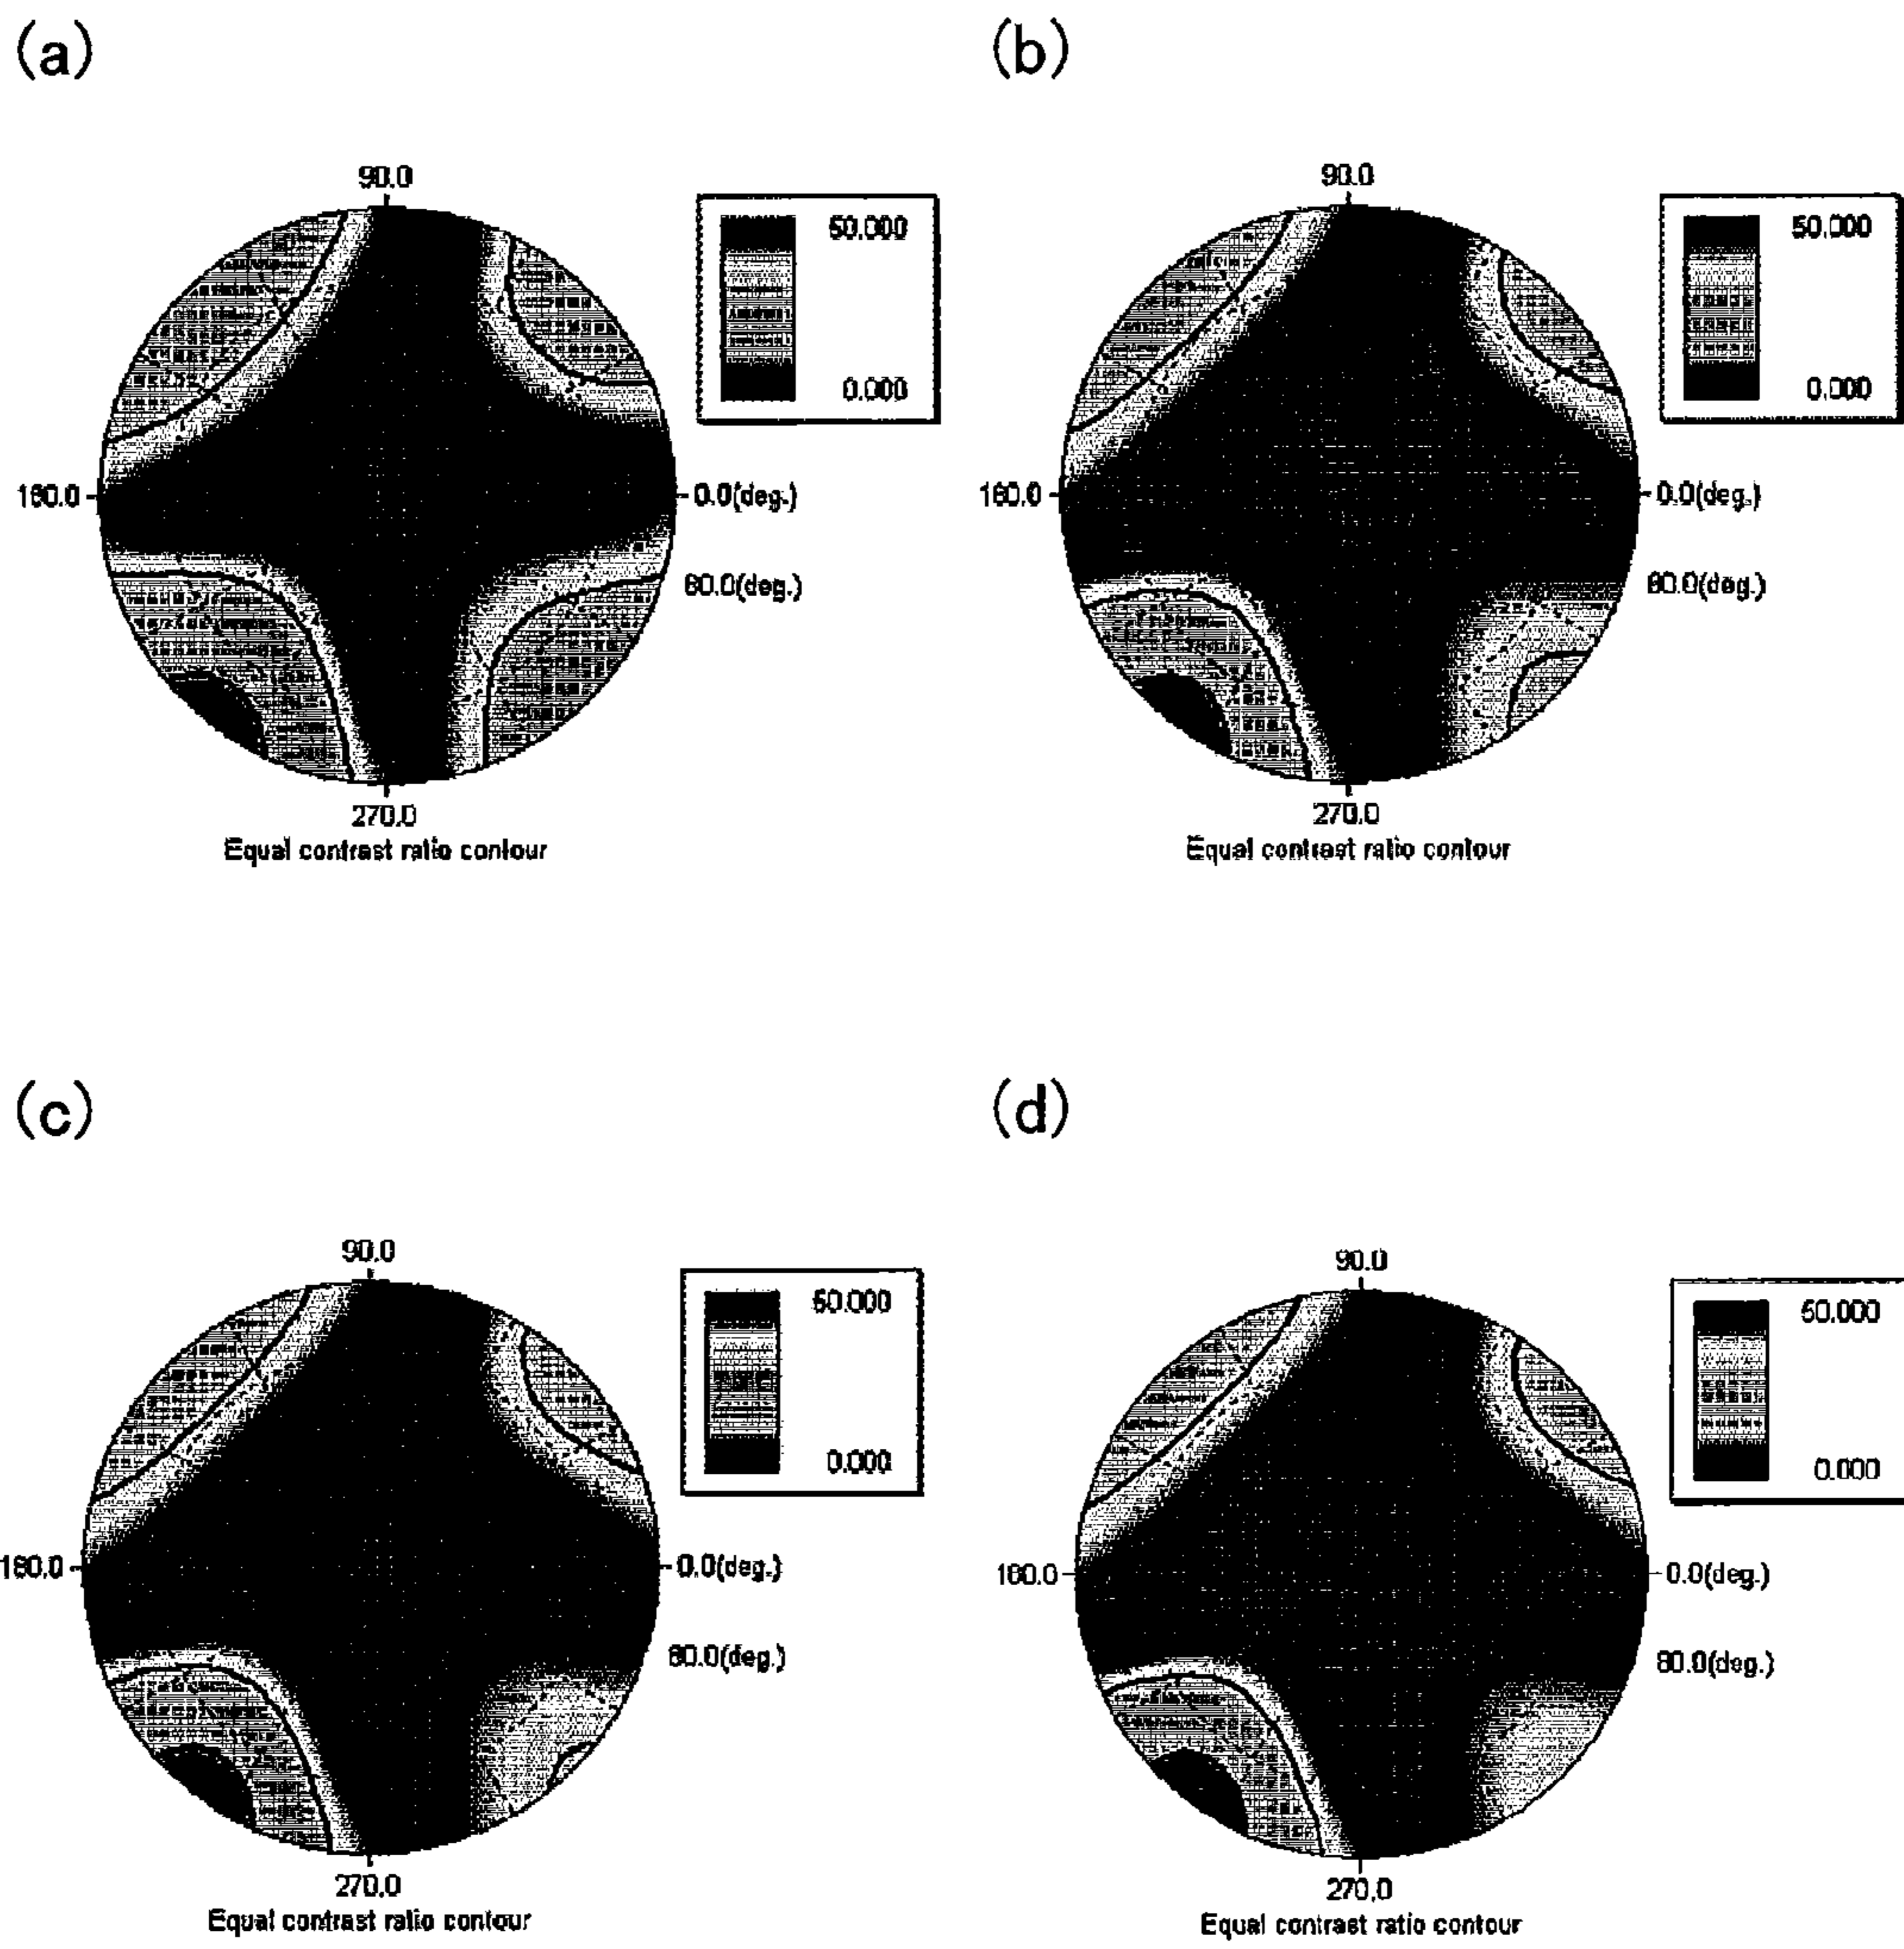 (a)
(b)
90.0
50.000
0.000
180.0
0.0(deg.)
80.0(deg.)
270.0
Equal contrast ratio contour
90.0
50.000
0.000
180.0
0.0(deg.)
80.0(deg.)
270.0
Equal contrast ratio contour
(c)
(d)
90.0
50.000
0.000
180.0
0.0(deg.)
80.0(deg.)
270.0
Equal contrast ratio contour
90.0
50.000
0.000
180.0
0.0(deg.)
80.0(deg.)
270.0
Equal contrast ratio contour